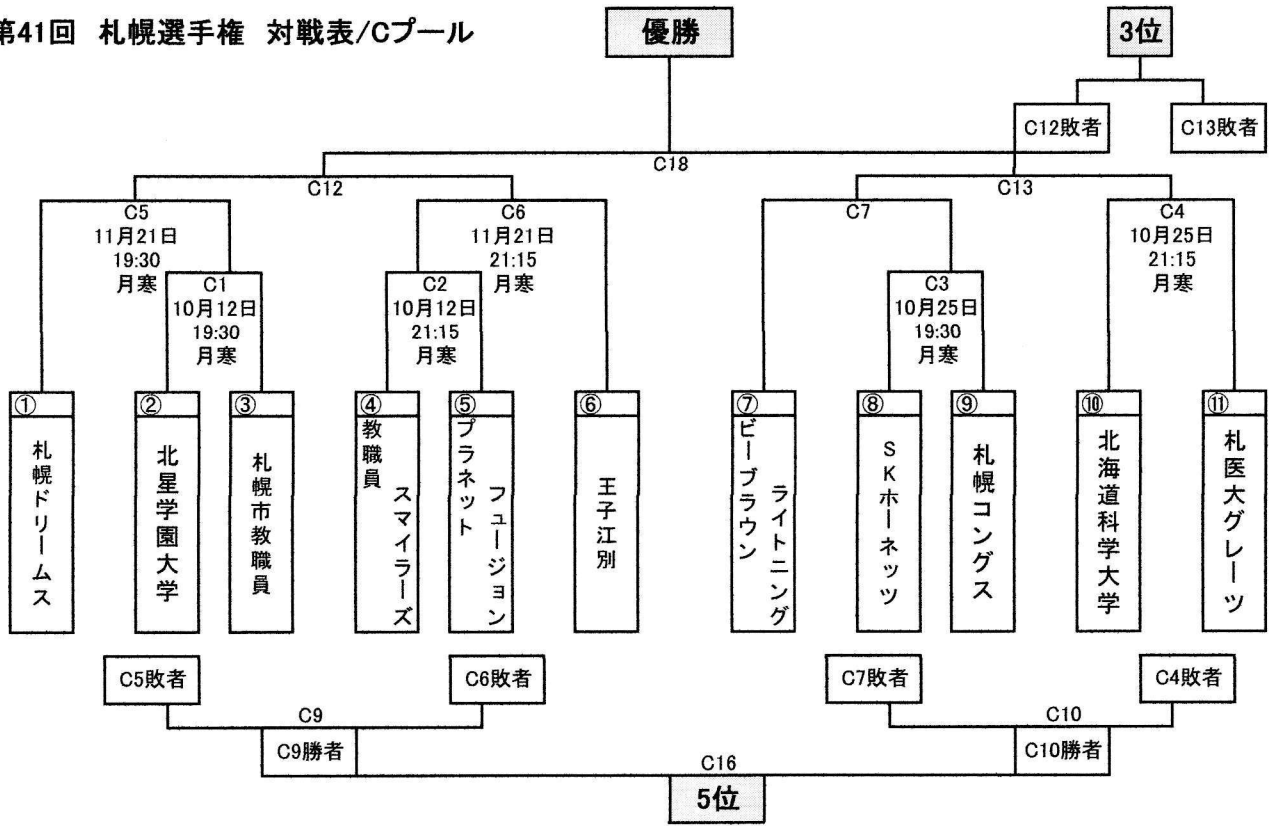 第41回 札幌選手権 対戦表/Cプール
優勝
3位
C12敗者
C13敗者
C18
C12
C13
C5
11月21日
19:30
月寒
C6
11月21日
21:15
月寒
C7
C4
10月25日
21:15
月寒
C1
10月12日
19:30
月寒
C2
10月12日
21:15
月寒
C3
10月25日
19:30
月寒
①
札幌ドリームス
②
北星学園大学
③
札幌市教職員
④
教職員
スマイラーズ
⑤
プラネット
フュージョン
⑥
王子江別
⑦
ビーブラウン
ライトニング
⑧
SKホーネッツ
⑨
札幌コングス
⑩
北海道科学大学
⑪
札医大グレーツ
C5敗者
C6敗者
C7敗者
C4敗者
C9
C10
C9勝者
C10勝者
C16
5位